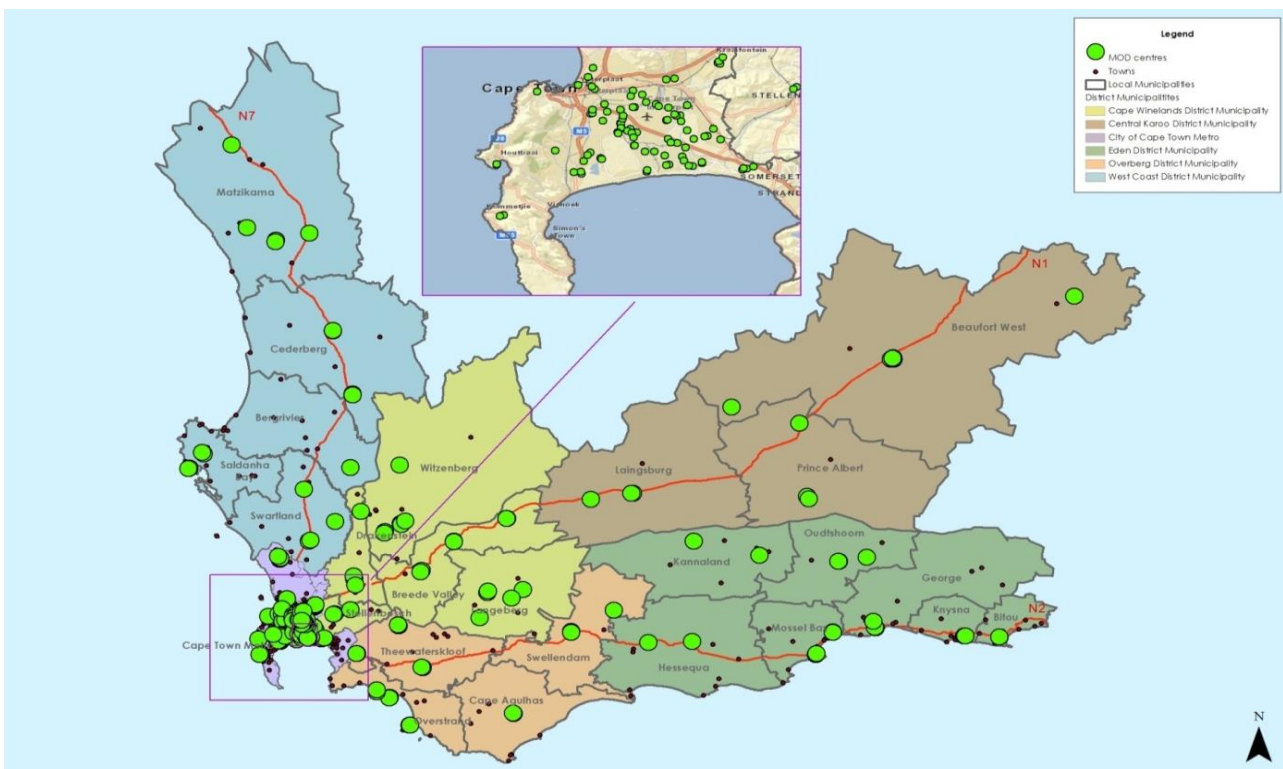 Legend
MOD centres
Towns
Local Municipalities
District Municipalitites
Cape Winelands District Municipality
Central Karoo District Municipality
City of Cape Town Metro
Eden District Municipality
Overberg District Municipality
West Coast District Municipality
Kraaifontein
Cape Town
STELLEN
M5
Houtbaai
SOMERSET
STRAND
Kommetjie
Simon's
Town
N7
Matzikama
N1
Beaufort West
Cederberg
Bergrivier
Saldanha
Bay
Witzenberg
Laingsburg
Prince Albert
Swartland
Drakenstein
Oudtshoorn
Kannaland
George
Breede Valley
Stellenbosch
Langeberg
Knysna
N2
Bitou
Mossel Bay
Cape Town M
Theewaterskloof
Swellendam
Hessequa
Cape Agulhas
Overstrand
N